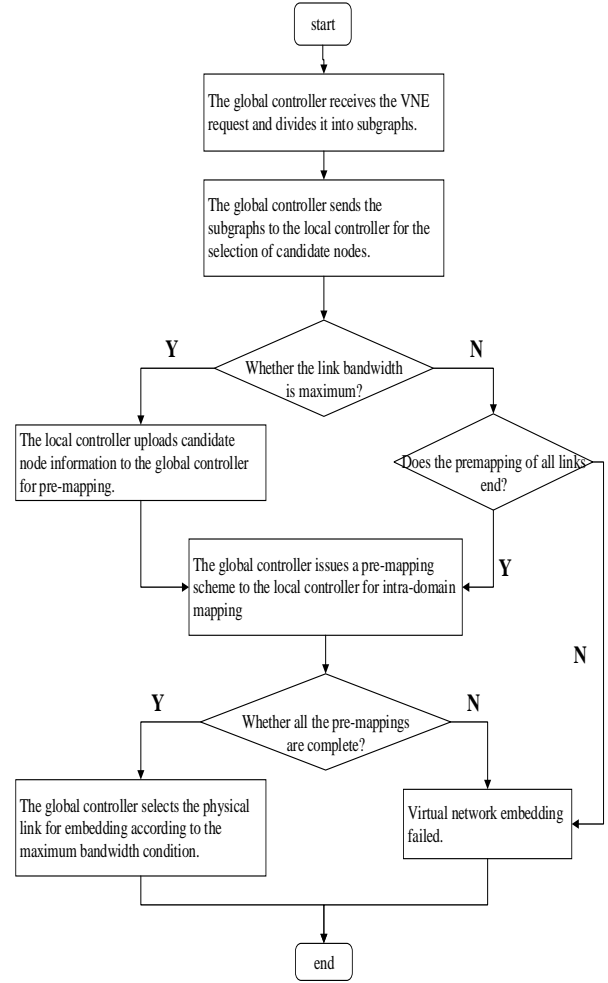 start
The global controller receives the VNE
request and divides it into subgraphs.
The global controller sends the
subgraphs to the local controller for the
selection of candidate nodes.
Y
N
Whether the link bandwidth
is maximum?
The local controller uploads candidate
node information to the global controller
for pre-mapping.
Does the premapping of all links
end?
The global controller issues a pre-mapping
scheme to the local controller for intra-domain
mapping
Y
N
Y
N
Whether all the pre-mappings
are complete?
The global controller selects the physical
link for embedding according to the
maximum bandwidth condition.
Virtual network embedding
failed.
end